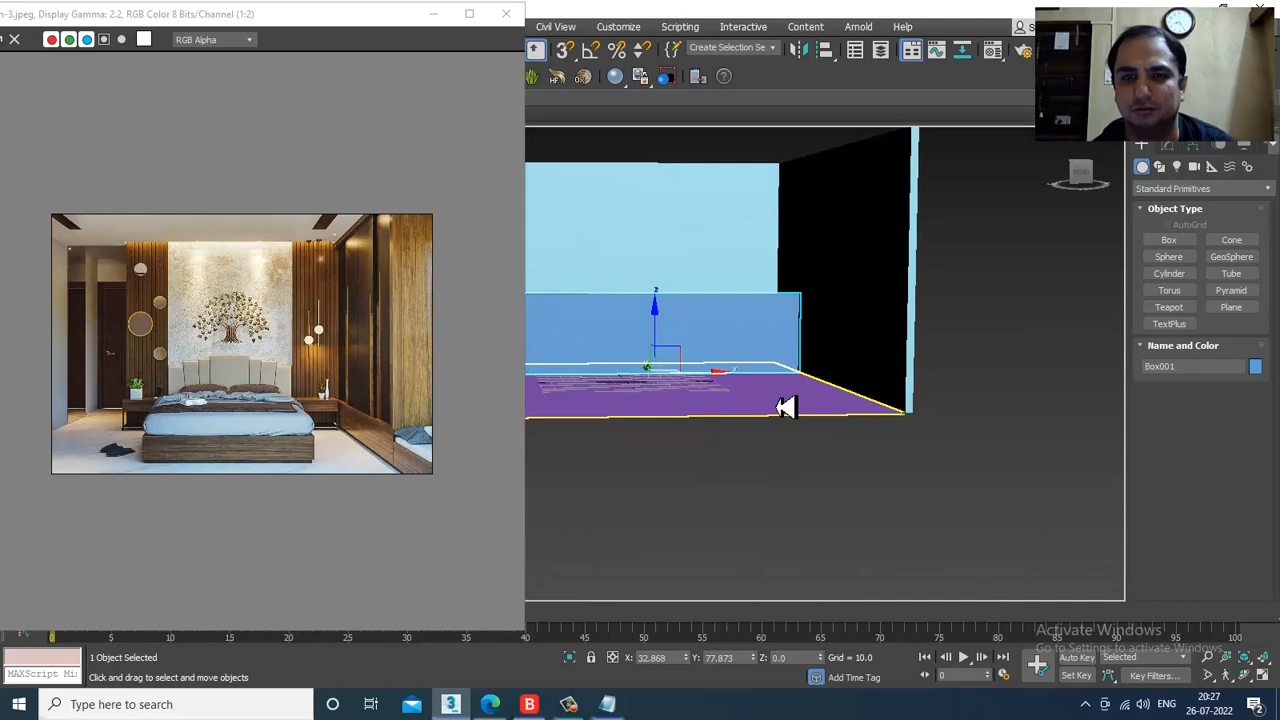 n-3.jpeg, Display Gamma: 2.2, RGB Color 8 Bits/Channel (1:2)
RGB Alpha
Civil View
Customize
Scripting
Interactive
Arnold
Help
Create Selection Se
Standard Primitives
Object Type
AutoGrid
Box
Cone
Sphere
GeoSphere
Cylinder
Tube
Torus
Pyramid
Teapot
Plane
TextPlus
Name and Color
Box001
z
x
0
5
10
15
20
25
30
35
40
45
50
55
60
65
70
75
80
85
90
95
100
Activate Windows
Go to Settings to activate Windows.
1 Object Selected
X: 32.868
Y: 77.873
Z: 0.0
Grid = 10.0
Auto Key
Selected
MAXScript Mi
Click and drag to select and move objects
Add Time Tag
0
Set Key
Key Filters...
Type here to search
3
B
20:27
26-07-2022
2